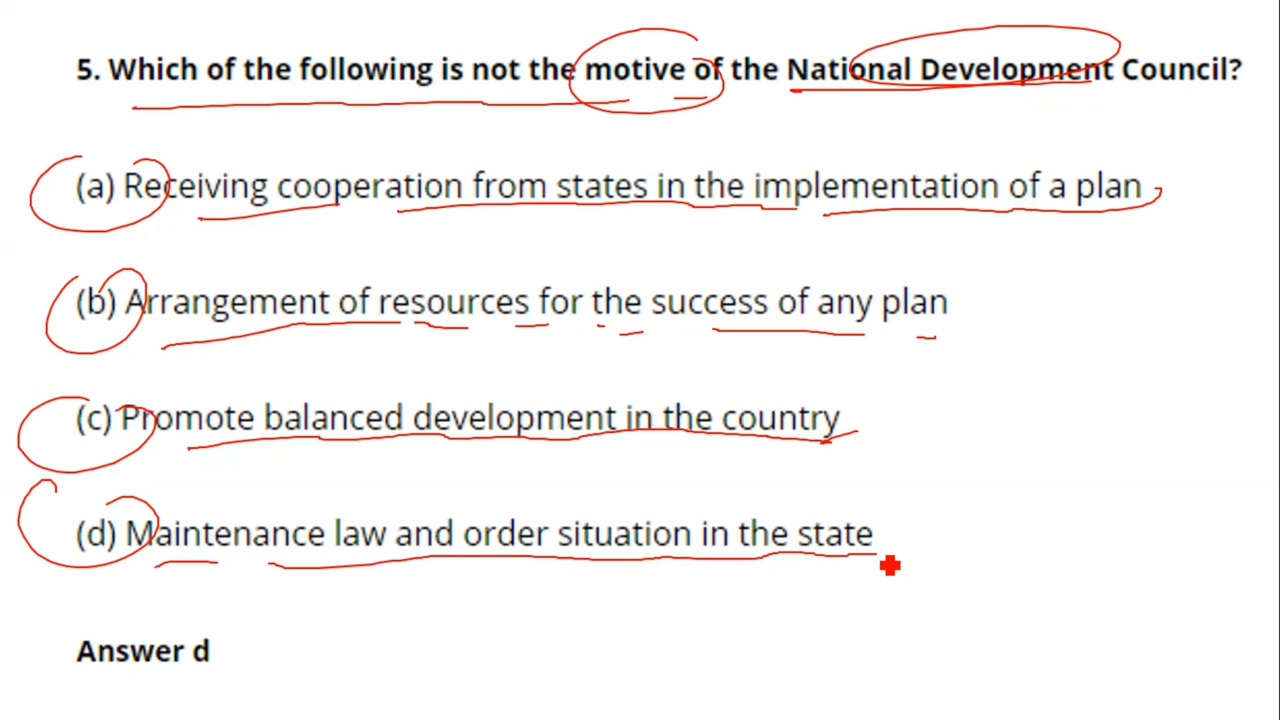 5. Which of the following is not the motive of the National Development Council?
(a) Receiving cooperation from states in the implementation of a plan
(b) Arrangement of resources for the success of any plan
(c) Promote balanced development in the country
(d) Maintenance law and order situation in the state
Answer d